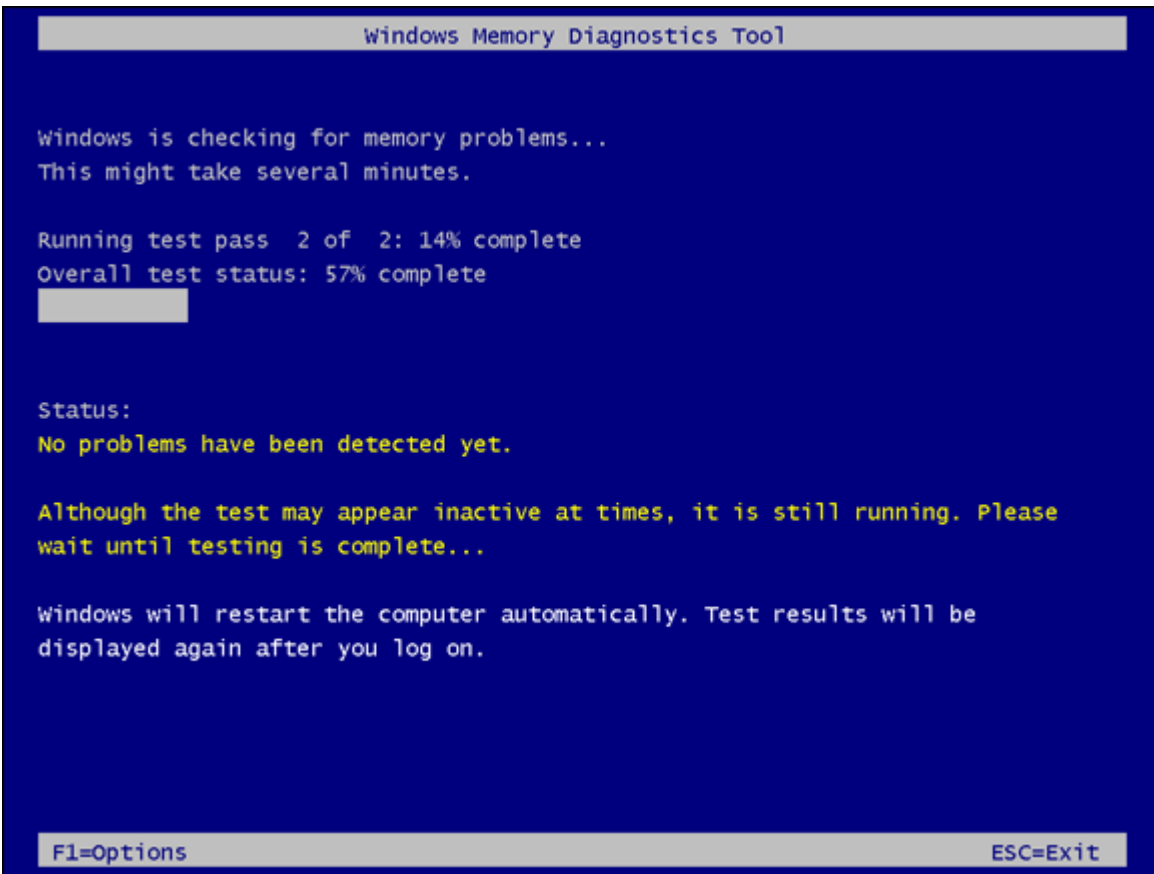 Windows Memory Diagnostics Tool
Windows is checking for memory problems...
This might take several minutes.
Running test pass  2 of  2: 14% complete
Overall test status: 57% complete
Status:
No problems have been detected yet.
Although the test may appear inactive at times, it is still running. Please
wait until testing is complete...
Windows will restart the computer automatically. Test results will be
displayed again after you log on.
F1=Options ESC=Exit